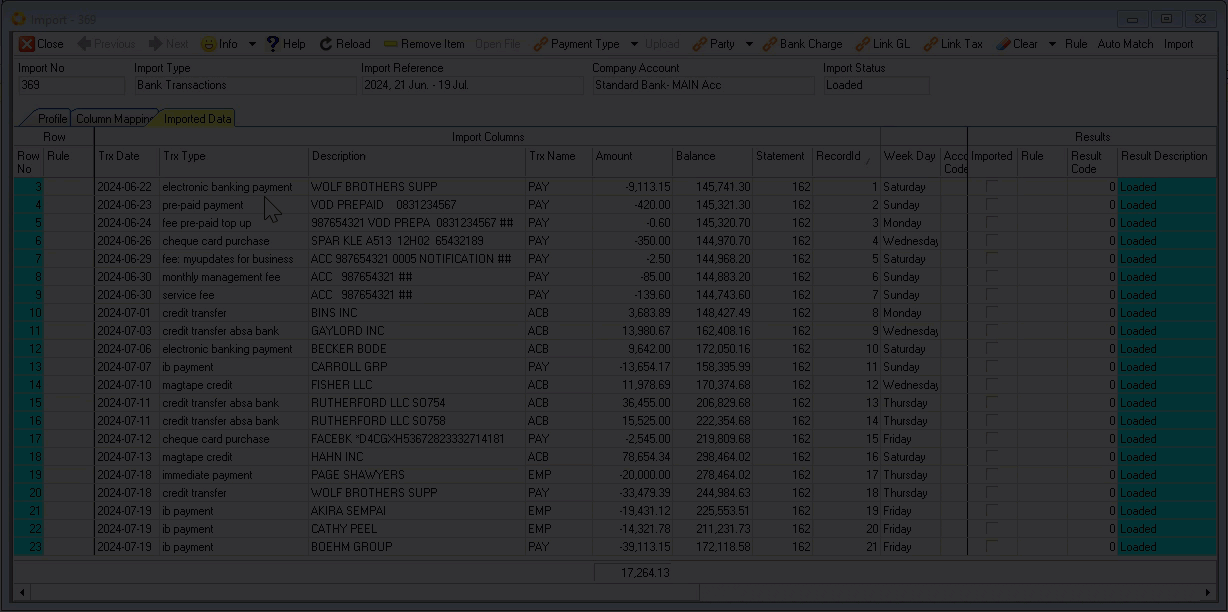 Import - 369
Close Previous Next Info Help Reload Remove Item Open File Payment Type Upload Party Bank Charge Link GL Link Tax Clear Rule Auto Match Import
Import No Import Type Import Reference Company Account Import Status
369 Bank Transactions 2024, 21 Jun. - 19 Jul. Standard Bank- MAIN Acc Loaded
Profile Column Mapping Imported Data
Row Import Columns Results
Row No Rule Trx Date Trx Type Description Trx Name Amount Balance Statement RecordId Week Day Acco Code Imported Rule Result Code Result Description
3 2024-06-22 electronic banking payment WOLF BROTHERS SUPP PAY -9,113.15 145,741.30 162 1 Saturday 0 Loaded
4 2024-06-23 pre-paid payment VOD PREPAID 0831234567 PAY -420.00 145,321.30 162 2 Sunday 0 Loaded
5 2024-06-24 fee pre-paid top up 987654321 VOD PREPA 0831234567 ## PAY -0.60 145,320.70 162 3 Monday 0 Loaded
6 2024-06-26 cheque card purchase SPAR KLE A513 12H02 65432189 PAY -350.00 144,970.70 162 4 Wednesday 0 Loaded
7 2024-06-29 fee: myupdates for business ACC 987654321 0005 NOTIFICATION ## PAY -2.50 144,968.20 162 5 Saturday 0 Loaded
8 2024-06-30 monthly management fee ACC 987654321 ## PAY -85.00 144,883.20 162 6 Sunday 0 Loaded
9 2024-06-30 service fee ACC 987654321 ## PAY -139.60 144,743.60 162 7 Sunday 0 Loaded
10 2024-07-01 credit transfer BINS INC ACB 3,683.89 148,427.49 162 8 Monday 0 Loaded
11 2024-07-03 credit transfer absa bank GAYLORD INC ACB 13,980.67 162,408.16 162 9 Wednesday 0 Loaded
12 2024-07-06 electronic banking payment BECKER BODE ACB 9,642.00 172,050.16 162 10 Saturday 0 Loaded
13 2024-07-07 ib payment CARROLL GRP PAY -13,654.17 158,395.99 162 11 Sunday 0 Loaded
14 2024-07-10 magtape credit FISHER LLC ACB 11,978.69 170,374.68 162 12 Wednesday 0 Loaded
15 2024-07-11 credit transfer absa bank RUTHERFORD LLC SO754 ACB 36,455.00 206,829.68 162 13 Thursday 0 Loaded
16 2024-07-11 credit transfer absa bank RUTHERFORD LLC SO758 ACB 15,525.00 222,354.68 162 14 Thursday 0 Loaded
17 2024-07-12 cheque card purchase FACEBK *D4CGXH53672823332714181 PAY -2,545.00 219,809.68 162 15 Friday 0 Loaded
18 2024-07-13 magtape credit HAHN INC ACB 78,654.34 298,464.02 162 16 Saturday 0 Loaded
19 2024-07-18 immediate payment PAGE SHAWYERS EMP -20,000.00 278,464.02 162 17 Thursday 0 Loaded
20 2024-07-18 credit transfer WOLF BROTHERS SUPP PAY -33,479.39 244,984.63 162 18 Thursday 0 Loaded
21 2024-07-19 ib payment AKIRA SEMPAI EMP -19,431.12 225,553.51 162 19 Friday 0 Loaded
22 2024-07-19 ib payment CATHY PEEL EMP -14,321.78 211,231.73 162 20 Friday 0 Loaded
23 2024-07-19 ib payment BOEHM GROUP PAY -39,113.15 172,118.58 162 21 Friday 0 Loaded
17,264.13